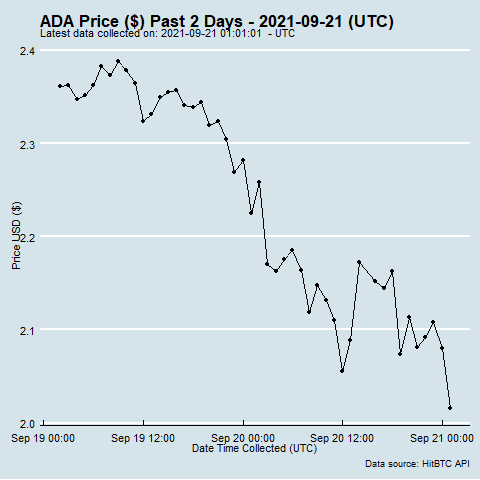 ADA Price ($) Past 2 Days - 2021-09-21 (UTC)
Latest data collected on: 2021-09-21 01:01:01  - UTC
2.4
2.3
2.2
2.1
2.0
Price USD ($)
Sep 19 00:00 Sep 19 12:00 Sep 20 00:00 Sep 20 12:00 Sep 21 00:00
Date Time Collected (UTC)
Data source: HitBTC API